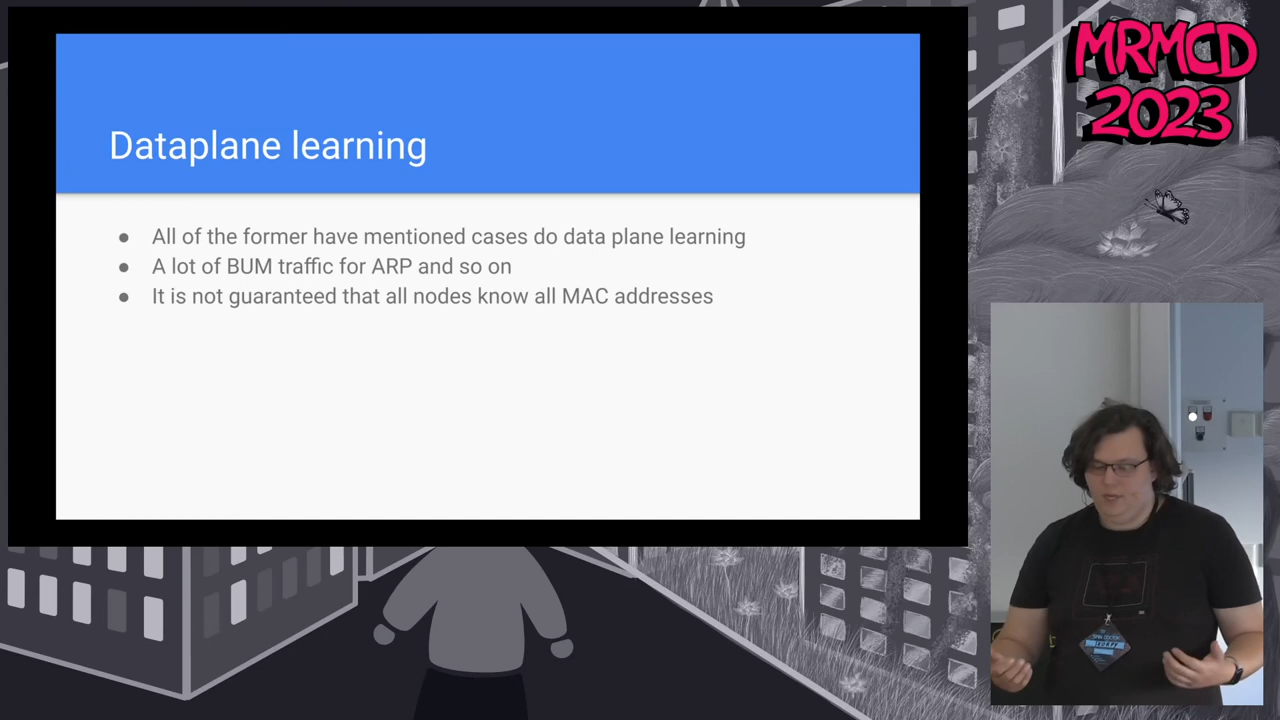 Dataplane learning
● All of the former have mentioned cases do data plane learning
● A lot of BUM traffic for ARP and so on
● It is not guaranteed that all nodes know all MAC addresses
MRMCD
2023